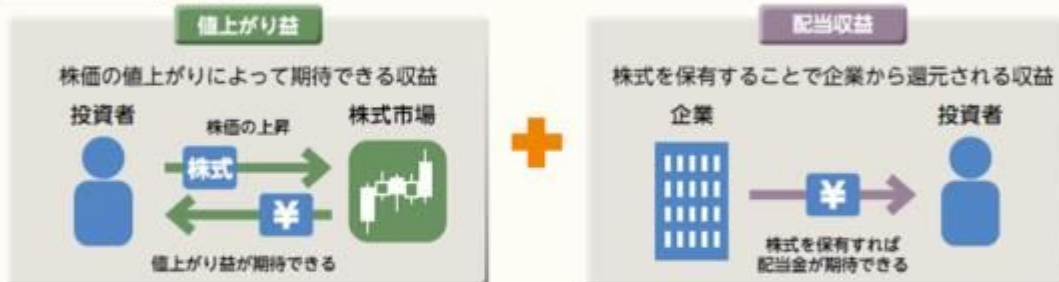 値上がり益
株価の値上がりによって期待できる収益
投資者
株価の上昇
株式市場
株式
¥
値上がり益が期待できる
配当収益
株式を保有することで企業から還元される収益
企業
投資者
¥
株式を保有すれば
配当金が期待できる